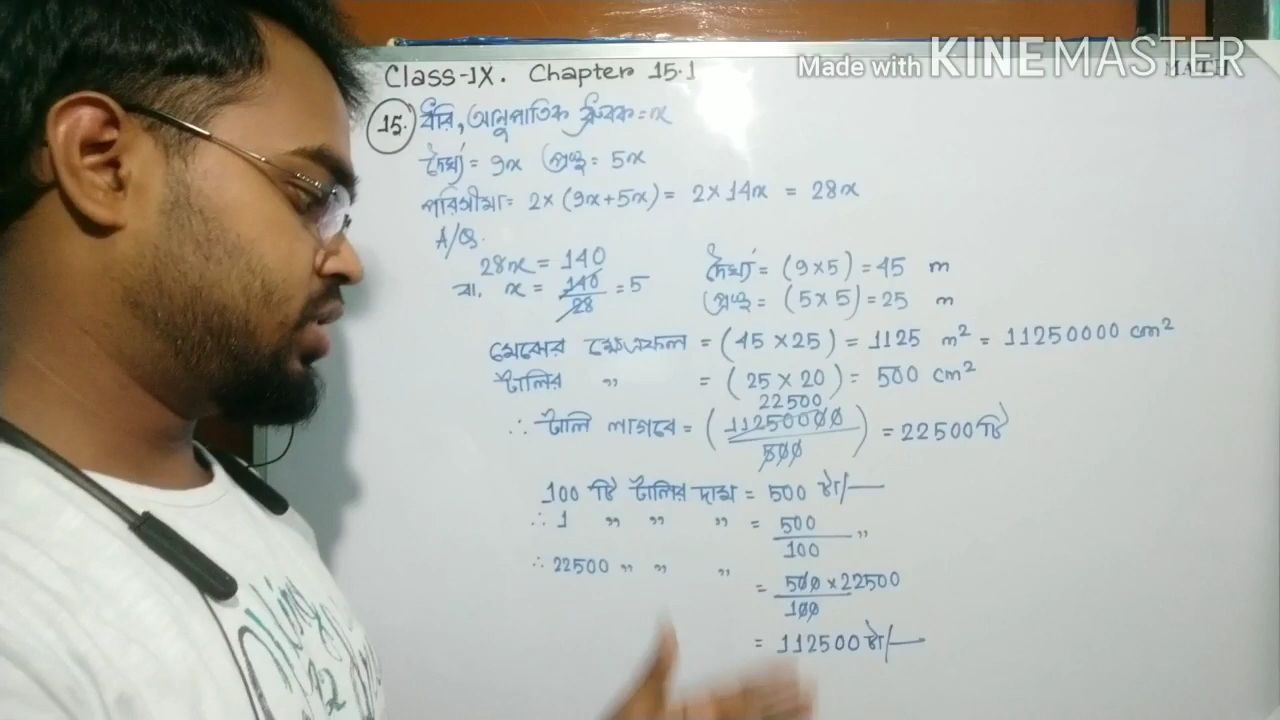 Made with KINEMASTER
MATH
Class-IX. Chapter 15.1
15. ধরি, আনুপাতিক ধ্রুবক = x
দৈর্ঘ্য = 9x প্রস্থ = 5x
পরিসীমা = 2 × (9x+5x) = 2 × 14x = 28x
A/Q.
28x = 140
বা, x = 140/28 = 5
দৈর্ঘ্য = (9×5) = 45 m
প্রস্থ = (5×5) = 25 m
মেঝের ক্ষেত্রফল = (45×25) = 1125 m² = 11250000 cm²
টালির " = (25×20) = 500 cm²
22500
∴ টালি লাগবে = (11250000/500) = 22500 টি
100 টি টালির দাম = 500 টা/—
∴ 1 " " " = 500/100 "
∴ 22500 " " " = 500×22500/100
= 112500 টা/—